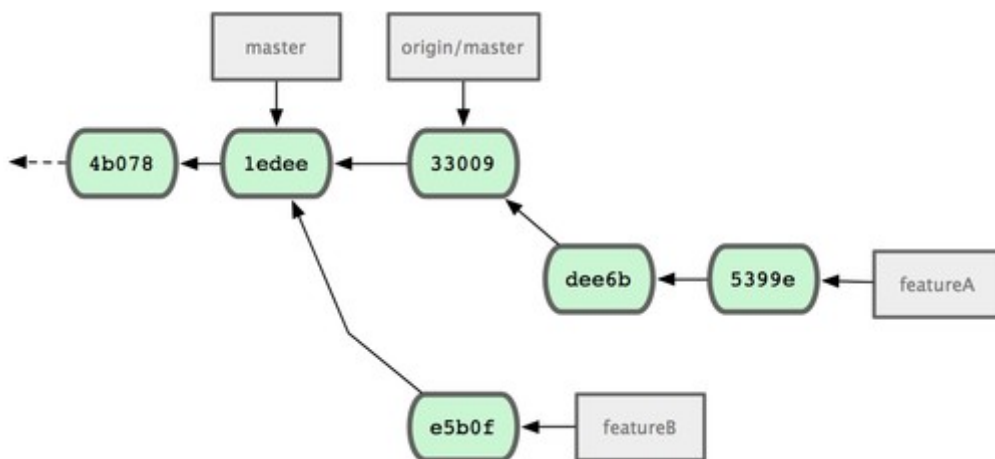 master
origin/master
4b078
1edee
33009
dee6b
5399e
featureA
e5b0f
featureB